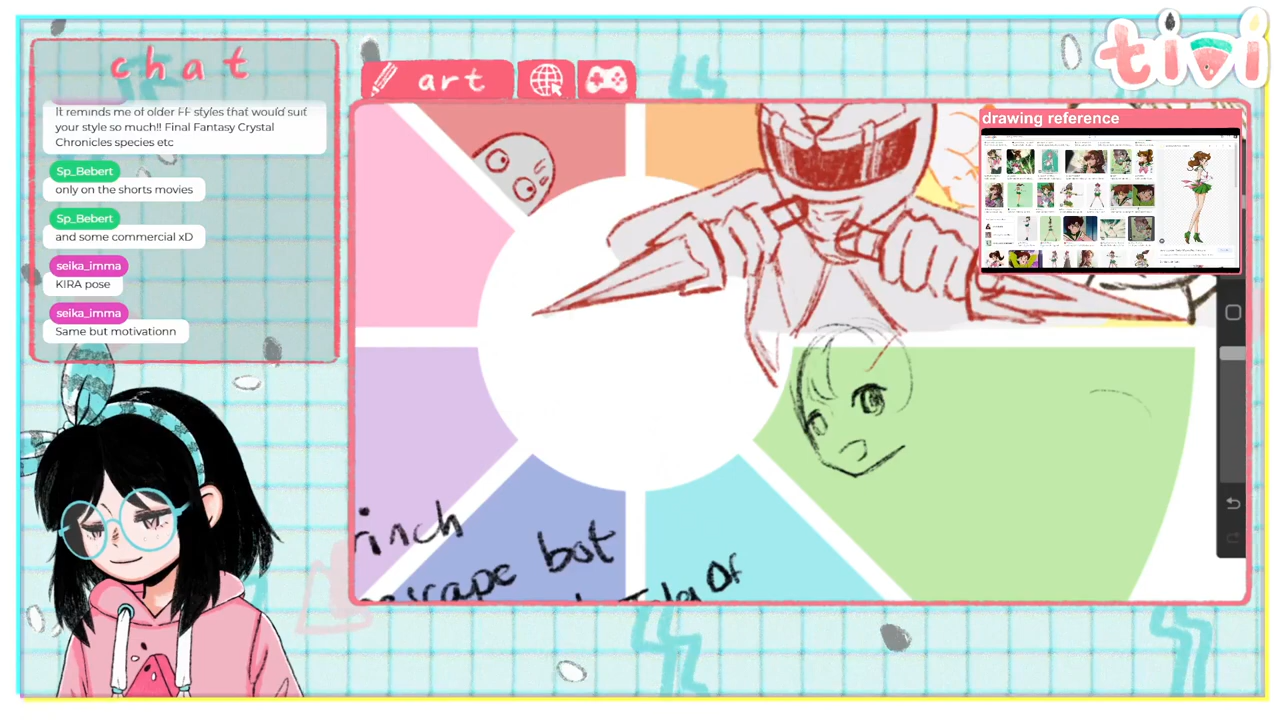 chat
It reminds me of older FF styles that would suit
your style so much!! Final Fantasy Crystal
Chronicles species etc
Sp_Bebert
only on the shorts movies
Sp_Bebert
and some commercial xD
seika_imma
KIRA pose
seika_imma
Same but motivationn
art
tivi
drawing reference
rinch
escape bot
Of